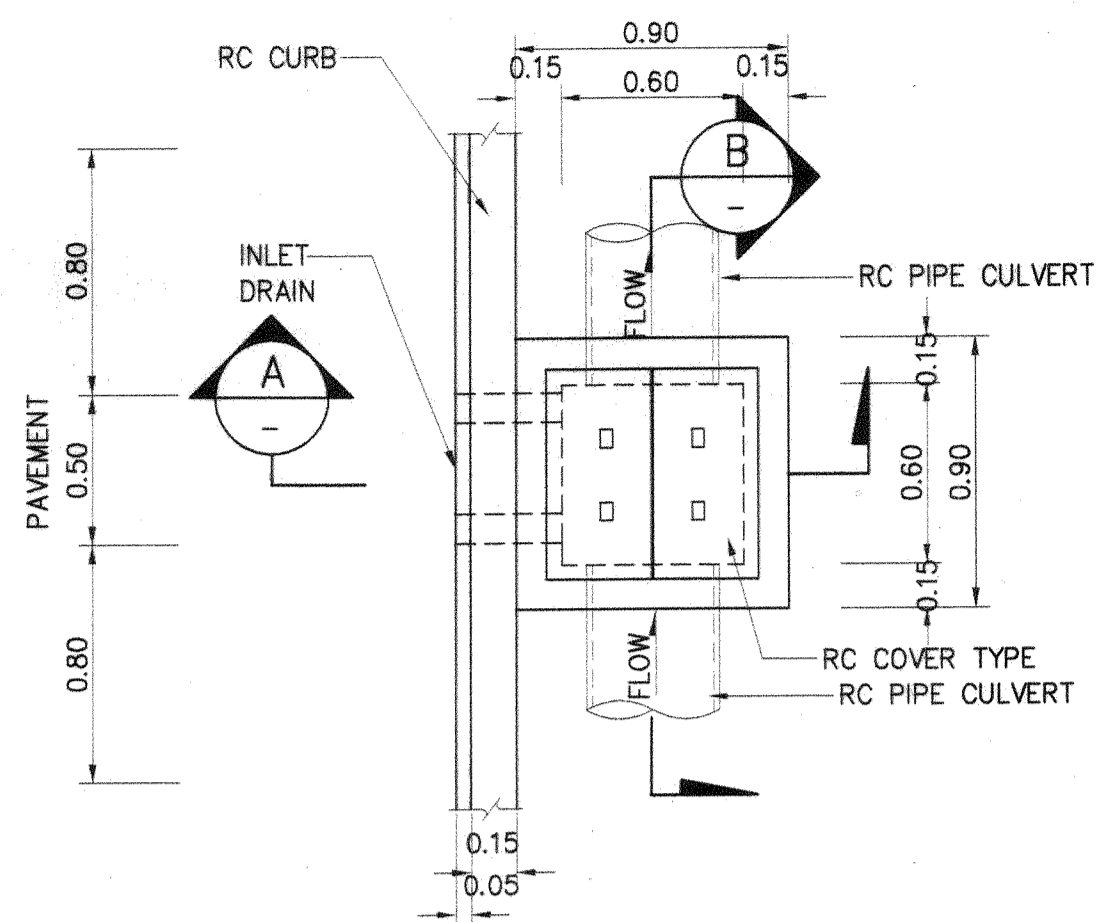 0.90
RC CURB
0.15
0.60
0.15
B
-
0.80
INLET
DRAIN
FLOW
RC PIPE CULVERT
A
-
0.15
PAVEMENT
0.50
0.60
0.90
0.15
0.80
FLOW
RC COVER TYPE
RC PIPE CULVERT
0.15
0.05